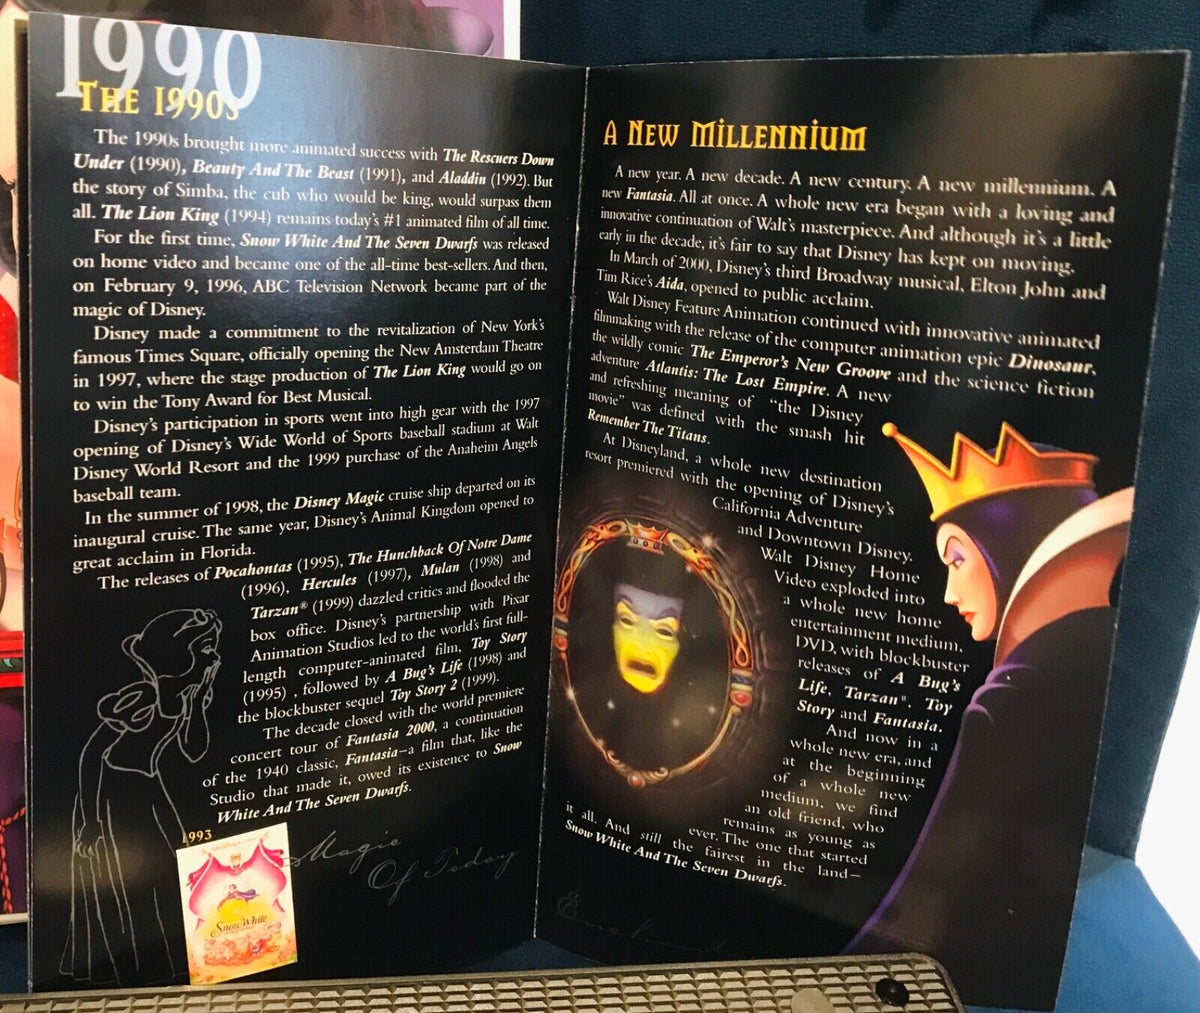 1990
THE 1990s
The 1990s brought more animated success with The Rescuers Down
Under (1990), Beauty And The Beast (1991), and Aladdin (1992). But
the story of Simba, the cub who would be king, would surpass them
all. The Lion King (1994) remains today's #1 animated film of all time.
For the first time, Snow White And The Seven Dwarfs was released
on home video and became one of the all-time best-sellers. And then,
on February 9, 1996, ABC Television Network became part of the
magic of Disney.
Disney made a commitment to the revitalization of New York's
famous Times Square, officially opening the New Amsterdam Theatre
in 1997, where the stage production of The Lion King would go on
to win the Tony Award for Best Musical.
Disney's participation in sports went into high gear with the 1997
opening of Disney's Wide World of Sports baseball stadium at Walt
Disney World Resort and the 1999 purchase of the Anaheim Angels
baseball team.
In the summer of 1998, the Disney Magic cruise ship departed on its
inaugural cruise. The same year, Disney's Animal Kingdom opened to
great acclaim in Florida.
The releases of Pocahontas (1995), The Hunchback Of Notre Dame
(1996), Hercules (1997), Mulan (1998) and
Tarzan® (1999) dazzled critics and flooded the
box office. Disney's partnership with Pixar
Animation Studios led to the world's first full-
length computer-animated film, Toy Story
(1995) , followed by A Bug's Life (1998) and
the blockbuster sequel Toy Story 2 (1999).
The decade closed with the world premiere
concert tour of Fantasia 2000, a continuation
of the 1940 classic, Fantasia—a film that, like the
Studio that made it, owed its existence to Snow
White And The Seven Dwarfs.
1993
Snow White
Magic
Of Today
A NEW MILLENNIUM
A new year. A new decade. A new century. A new millennium. A
new Fantasia. All at once. A whole new era began with a loving and
innovative continuation of Walt's masterpiece. And although it's a little
early in the decade, it's fair to say that Disney has kept on moving.
In March of 2000, Disney's third Broadway musical, Elton John and
Tim Rice's Aida, opened to public acclaim.
Walt Disney Feature Animation continued with innovative animated
filmmaking with the release of the computer animation epic Dinosaur,
the wildly comic The Emperor's New Groove and the science fiction
adventure Atlantis: The Lost Empire. A new
and refreshing meaning of "the Disney
movie" was defined with the smash hit
Remember The Titans.
At Disneyland, a whole new destination
resort premiered with the opening of Disney's
California Adventure
and Downtown Disney.
Walt Disney Home
Video exploded into
a whole new home
entertainment medium,
DVD, with blockbuster
releases of A Bug's
Life, Tarzan®, Toy
Story and Fantasia.
And now in a
whole new era, and
at the beginning
of a whole new
medium, we find
an old friend, who
remains as young as
ever. The one that started
it all. And still the fairest in the land—
Snow White And The Seven Dwarfs.